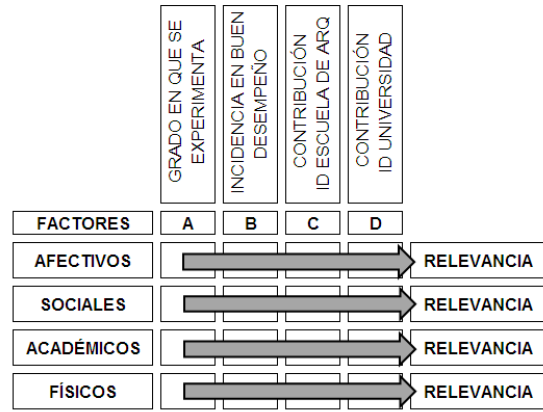 GRADO EN QUE SE
EXPERIMENTA
INCIDENCIA EN BUEN
DESEMPEÑO
CONTRIBUCIÓN
ID ESCUELA DE ARQ
CONTRIBUCIÓN
ID UNIVERSIDAD
FACTORES A B C D
AFECTIVOS RELEVANCIA
SOCIALES RELEVANCIA
ACADÉMICOS RELEVANCIA
FÍSICOS RELEVANCIA